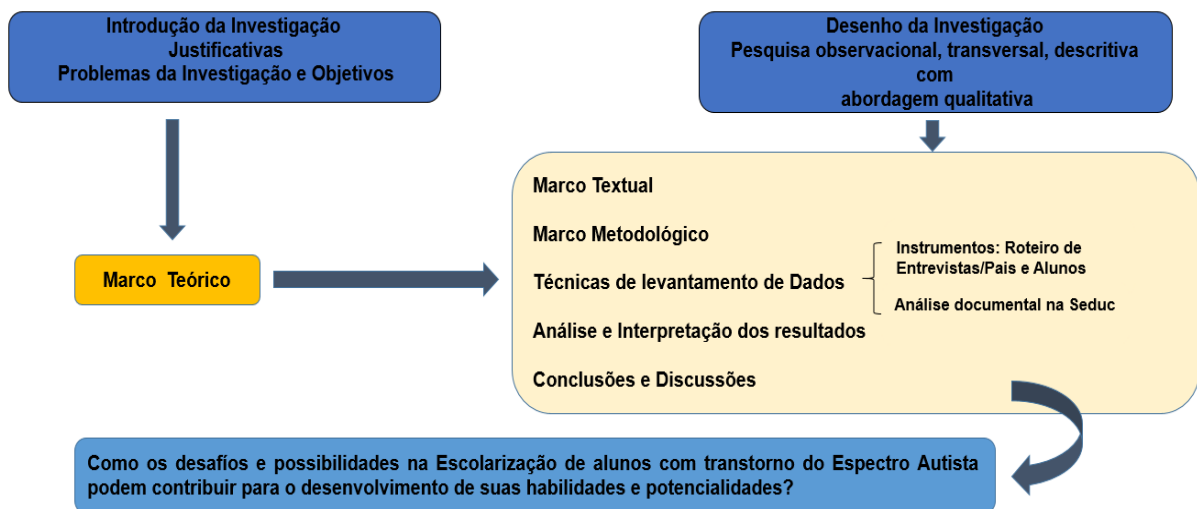 Introdução da Investigação
Justificativas
Problemas da Investigação e Objetivos
Desenho da Investigação
Pesquisa observacional, transversal, descritiva
com
abordagem qualitativa
Marco Teórico
Marco Textual
Marco Metodológico
Técnicas de levantamento de Dados
Instrumentos: Roteiro de
Entrevistas/Pais e Alunos
Análise documental na Seduc
Análise e Interpretação dos resultados
Conclusões e Discussões
Como os desafíos e possibilidades na Escolarização de alunos com transtorno do Espectro Autista
podem contribuir para o desenvolvimento de suas habilidades e potencialidades?